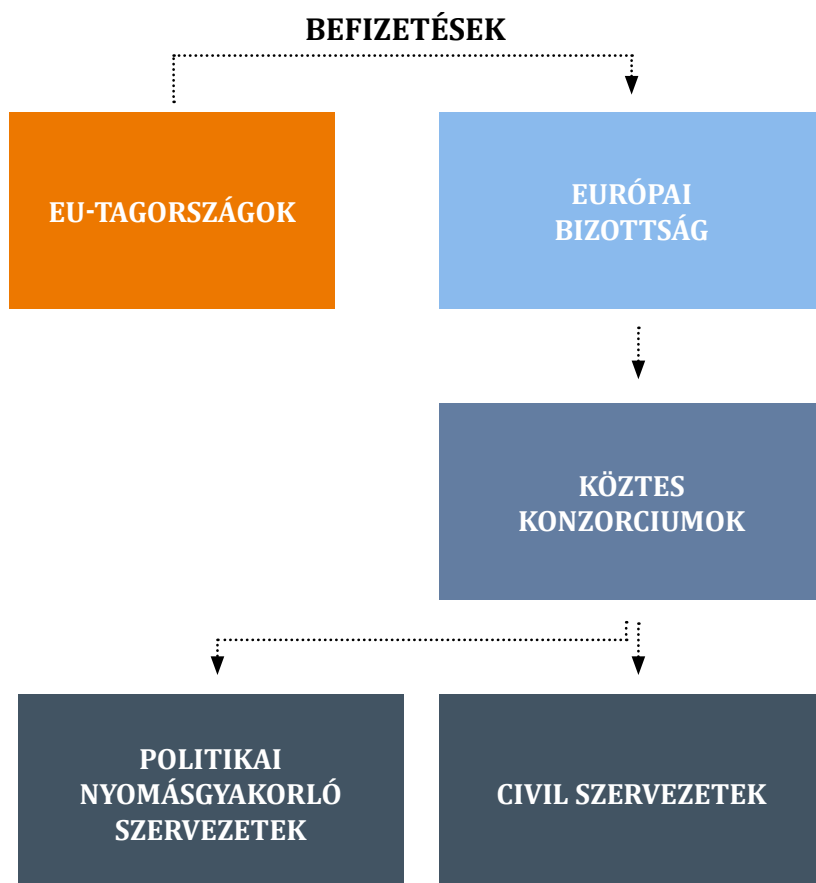 BEFIZETÉSEK
EU-TAGORSZÁGOK
EURÓPAI
BIZOTTSÁG
KÖZTES
KONZORCIUMOK
POLITIKAI
NYOMÁSGYAKORLÓ
SZERVEZETEK
CIVIL SZERVEZETEK